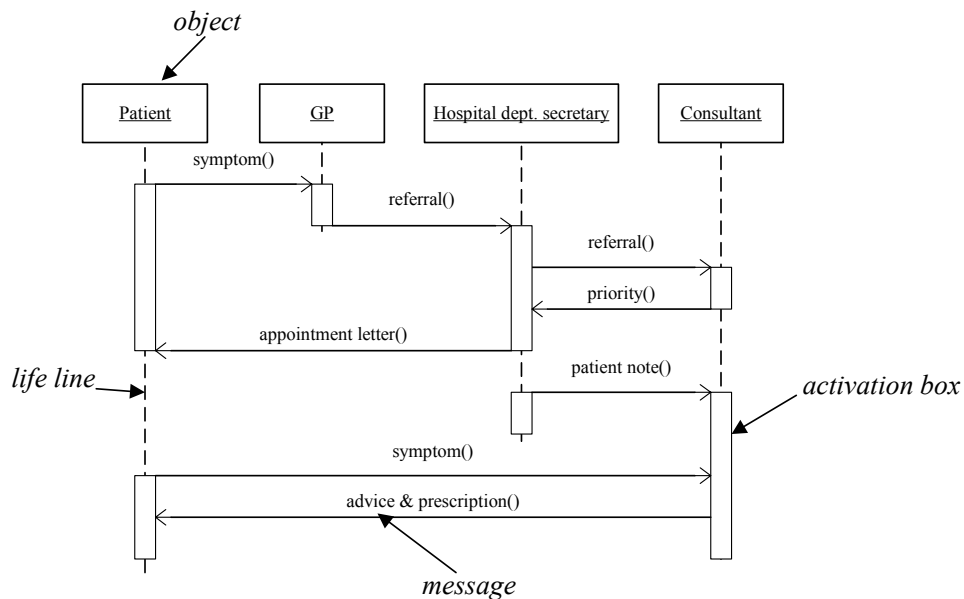 object
Patient
GP
Hospital dept. secretary
Consultant
symptom()
referral()
referral()
priority()
appointment letter()
life line
patient note()
activation box
symptom()
advice & prescription()
message